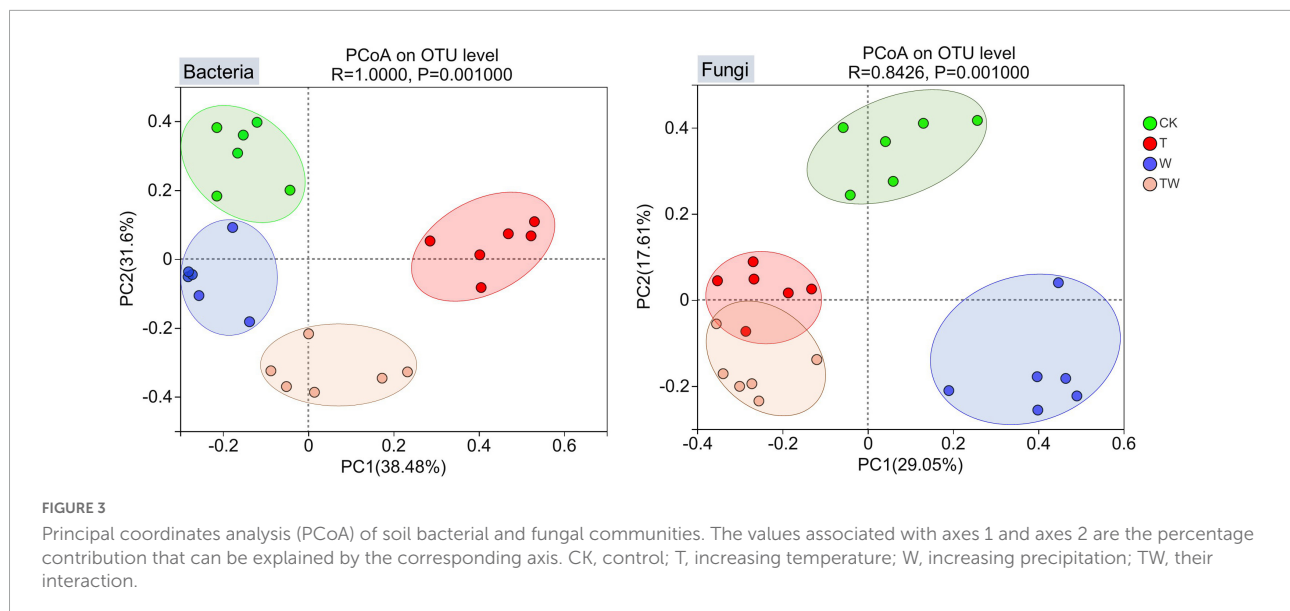 PCoA on OTU level
R=1.0000, P=0.001000
Bacteria
0.4
0.2
0
-0.2
-0.4
PC2(31.6%)
-0.2
0
0.2
0.4
0.6
PC1(38.48%)
PCoA on OTU level
R=0.8426, P=0.001000
Fungi
0.4
0.2
0
-0.2
PC2(17.61%)
-0.4
-0.2
0
0.2
0.4
0.6
PC1(29.05%)
CK
T
W
TW
FIGURE 3
Principal coordinates analysis (PCoA) of soil bacterial and fungal communities. The values associated with axes 1 and axes 2 are the percentage
contribution that can be explained by the corresponding axis. CK, control; T, increasing temperature; W, increasing precipitation; TW, their
interaction.